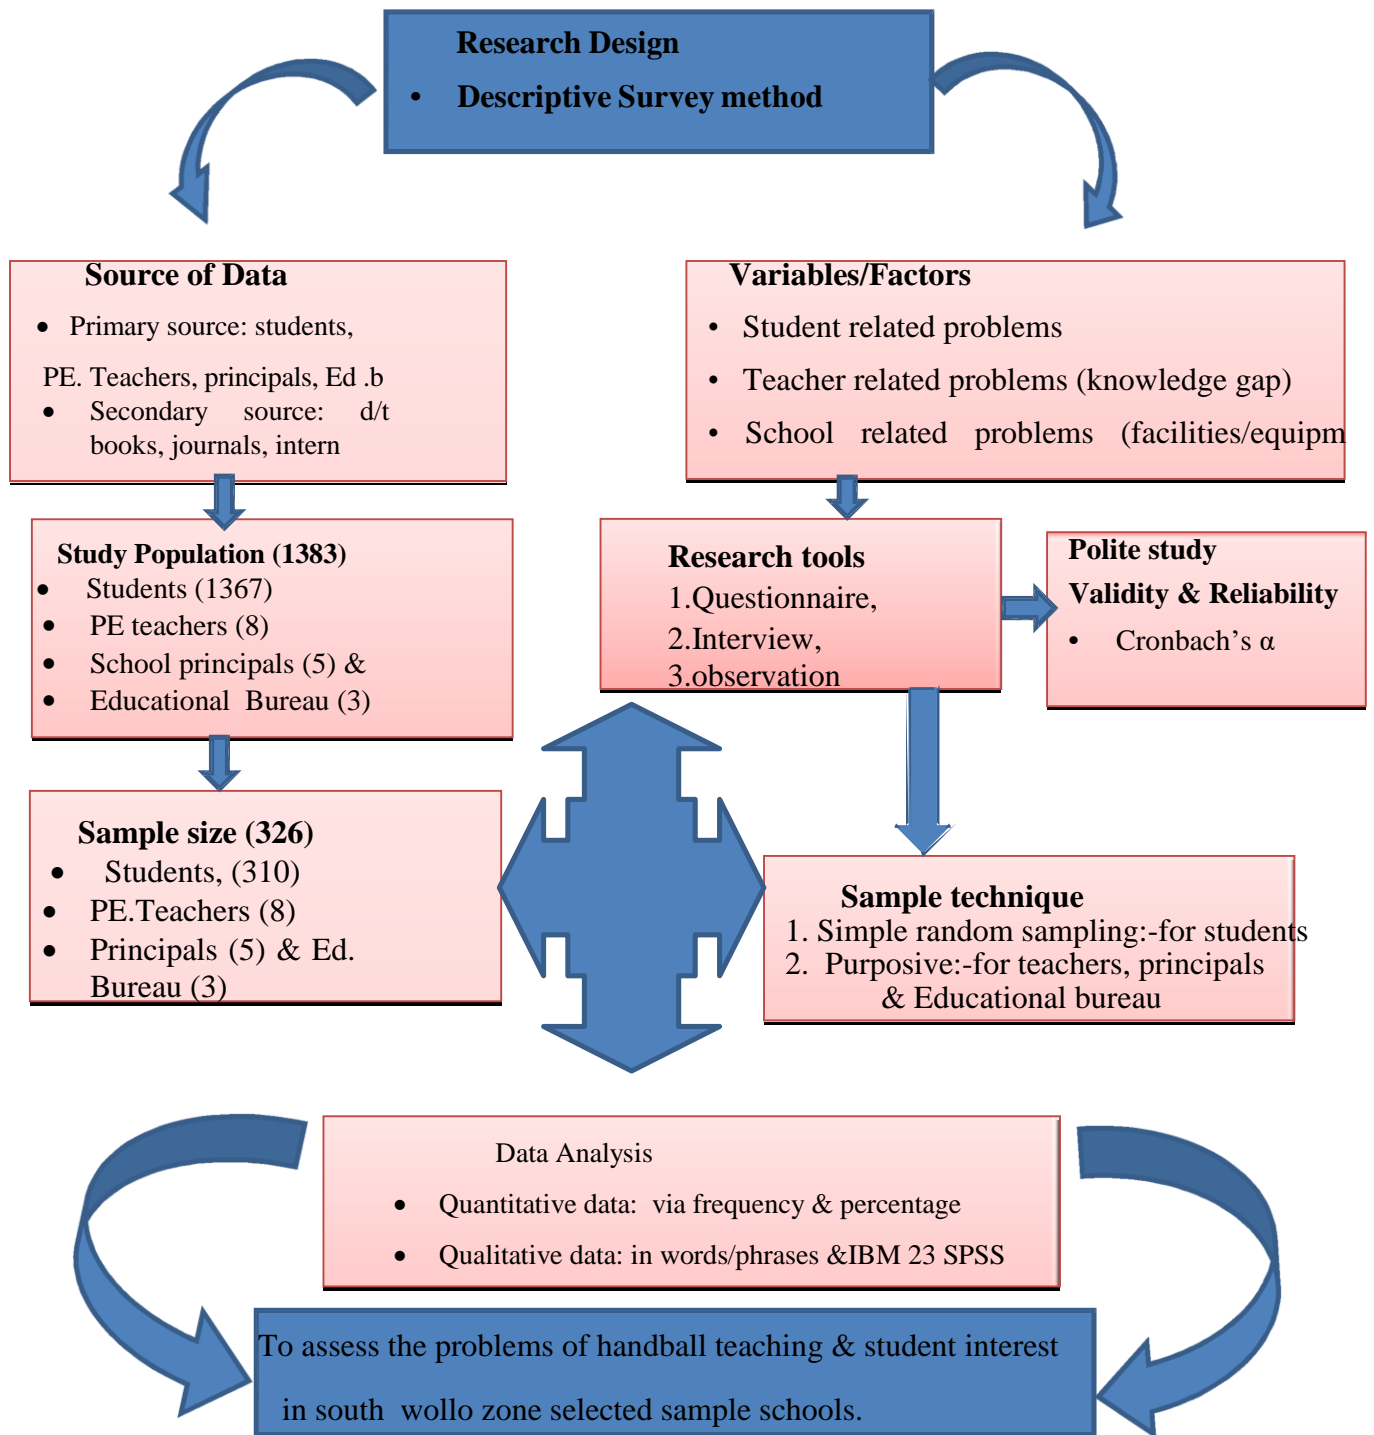 Research Design
• Descriptive Survey method
Source of Data
• Primary source: students,
PE. Teachers, principals, Ed .b
• Secondary source: d/t
books, journals, intern
Variables/Factors
• Student related problems
• Teacher related problems (knowledge gap)
• School related problems (facilities/equipm
Study Population (1383)
• Students (1367)
• PE teachers (8)
• School principals (5) &
• Educational Bureau (3)
Research tools
1.Questionnaire,
2.Interview,
3.observation
Polite study
Validity & Reliability
• Cronbach’s α
Sample size (326)
• Students, (310)
• PE.Teachers (8)
• Principals (5) & Ed.
Bureau (3)
Sample technique
1. Simple random sampling:-for students
2. Purposive:-for teachers, principals
& Educational bureau
Data Analysis
• Quantitative data: via frequency & percentage
• Qualitative data: in words/phrases &IBM 23 SPSS
To assess the problems of handball teaching & student interest
in south wollo zone selected sample schools.